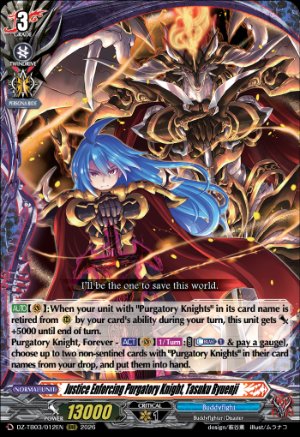 3
GRADE
TWINDRIVE
PERSONA RIDE
I'll be the one to save this world.
AUTO :When your unit with "Purgatory Knights" in its card name is
retired from by your card's ability during your turn, this unit gets
+5000 until end of turn.
Purgatory Knight, Forever - ACT 1/Turn : & pay a gauge],
choose up to two non-sentinel cards with "Purgatory Knights" in their card
names from your drop, and put them into hand.
NORMAL UNIT
Justice Enforcing Purgatory Knight, Tasuku Ryuenji
POWER 13000
CRITICAL
1
Buddyfight
Buddyfighter/Deazer
DZ-TB03/012EN RRR 2026